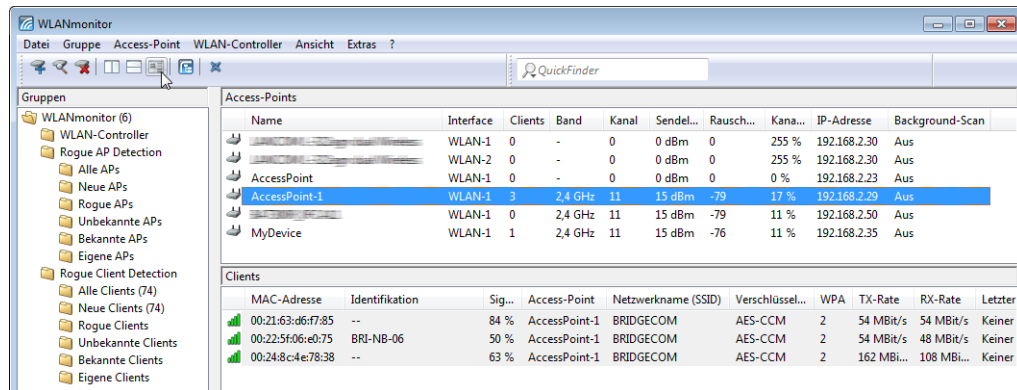 WLANmonitor
Datei Gruppe Access-Point WLAN-Controller Ansicht Extras ?
QuickFinder
Gruppen
WLANmonitor (6)
WLAN-Controller
Rogue AP Detection
Alle APs
Neue APs
Rogue APs
Unbekannte APs
Bekannte APs
Eigene APs
Rogue Client Detection
Alle Clients (74)
Neue Clients (74)
Rogue Clients
Unbekannte Clients
Bekannte Clients
Eigene Clients
Access-Points
Name Interface Clients Band Kanal Sendel... Rausch... Kana... IP-Adresse Background-Scan
WLAN-1 0 - 0 0 dBm 0 255 % 192.168.2.30 Aus
WLAN-2 0 - 0 0 dBm 0 255 % 192.168.2.30 Aus
AccessPoint WLAN-1 0 - 0 0 dBm 0 0 % 192.168.2.23 Aus
AccessPoint-1 WLAN-1 3 2,4 GHz 11 15 dBm -79 17 % 192.168.2.29 Aus
WLAN-1 0 2,4 GHz 11 15 dBm -79 11 % 192.168.2.50 Aus
MyDevice WLAN-1 1 2,4 GHz 11 15 dBm -76 11 % 192.168.2.35 Aus
Clients
MAC-Adresse Identifikation Sig... Access-Point Netzwerkname (SSID) Verschlüssel... WPA TX-Rate RX-Rate Letzter
00:21:63:d6:f7:85 -- 84 % AccessPoint-1 BRIDGECOM AES-CCM 2 54 MBit/s 54 MBit/s Keiner
00:22:5f:06:e0:75 BRI-NB-06 50 % AccessPoint-1 BRIDGECOM AES-CCM 2 54 MBit/s 48 MBit/s Keiner
00:24:8c:4e:78:38 -- 63 % AccessPoint-1 BRIDGECOM AES-CCM 2 162 MBi... 108 MBi... Keiner